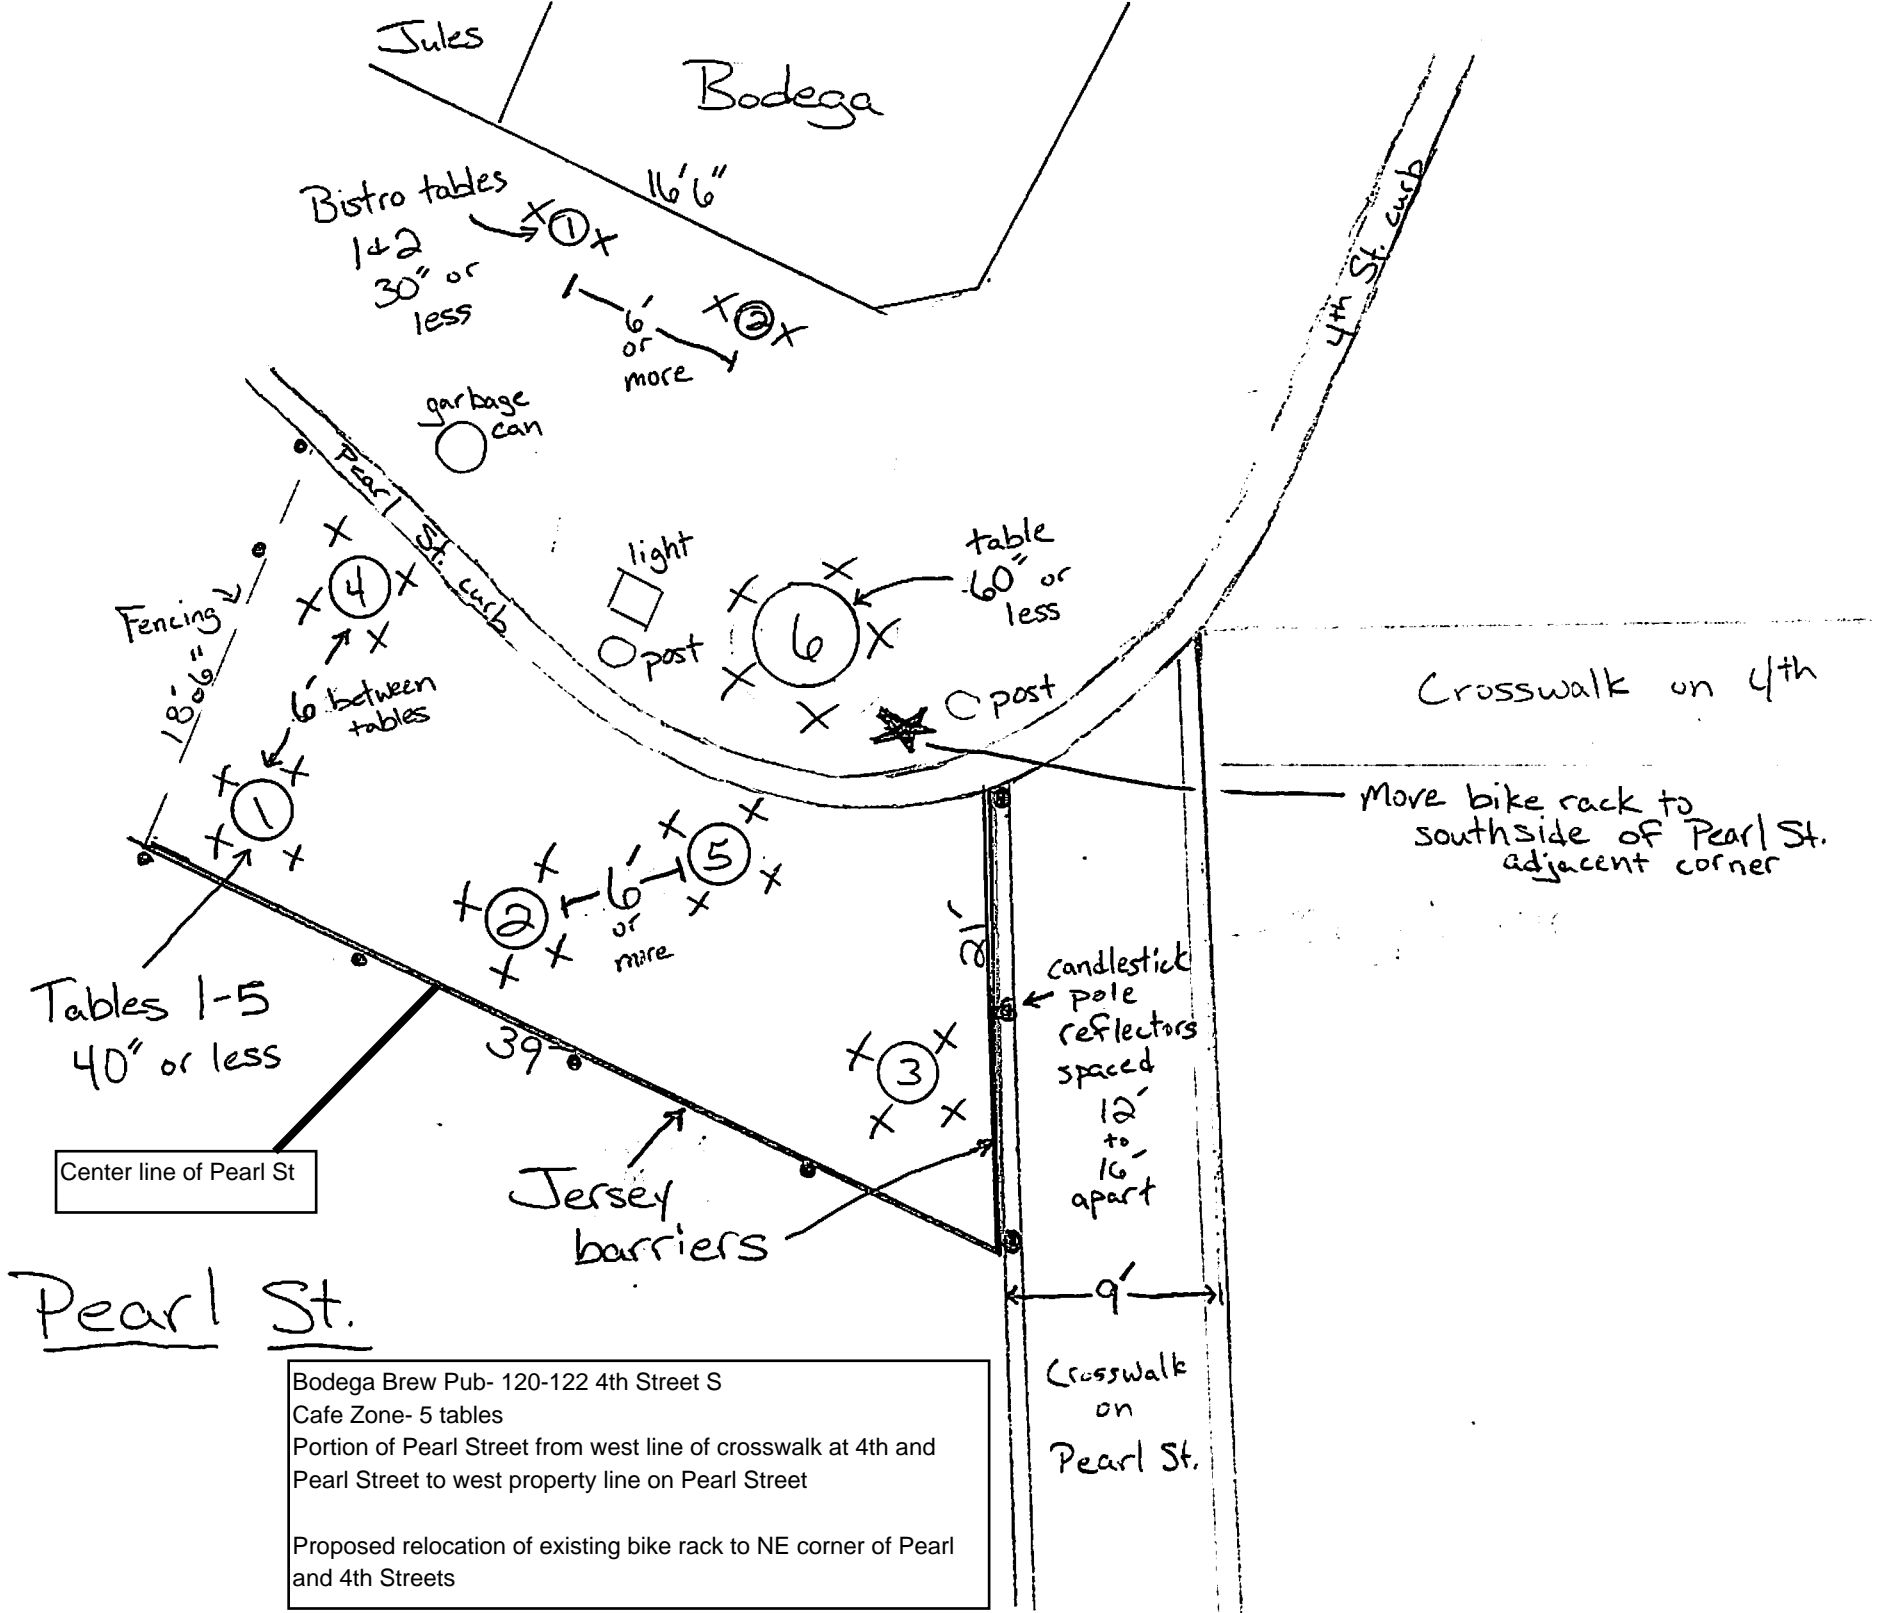 Jules
Bodega
16'6"
Bistro tables
1+2
30" or
less
X 1 X
6'
or
more
X 2 X
garbage
can
4th St. curb
Pearl St. curb
light
post
table
60" or
less
X
X
6
X
X
X
post
Crosswalk on 4th
Move bike rack to
southside of Pearl St.
adjacent corner
Fencing
18'6"
X
X 4 X
X
6' between
tables
X X
1
X X
Tables 1-5
40" or less
X
X 2
X X
6'
or
more
X X
5
X X
21'
X X
3
X X
candlestick
pole
reflectors
spaced
12'
to
16'
apart
39'
Center line of Pearl St
Jersey
barriers
9'
Pearl St.
Crosswalk
on
Pearl St.
Bodega Brew Pub- 120-122 4th Street S
Cafe Zone- 5 tables
Portion of Pearl Street from west line of crosswalk at 4th and
Pearl Street to west property line on Pearl Street
Proposed relocation of existing bike rack to NE corner of Pearl
and 4th Streets